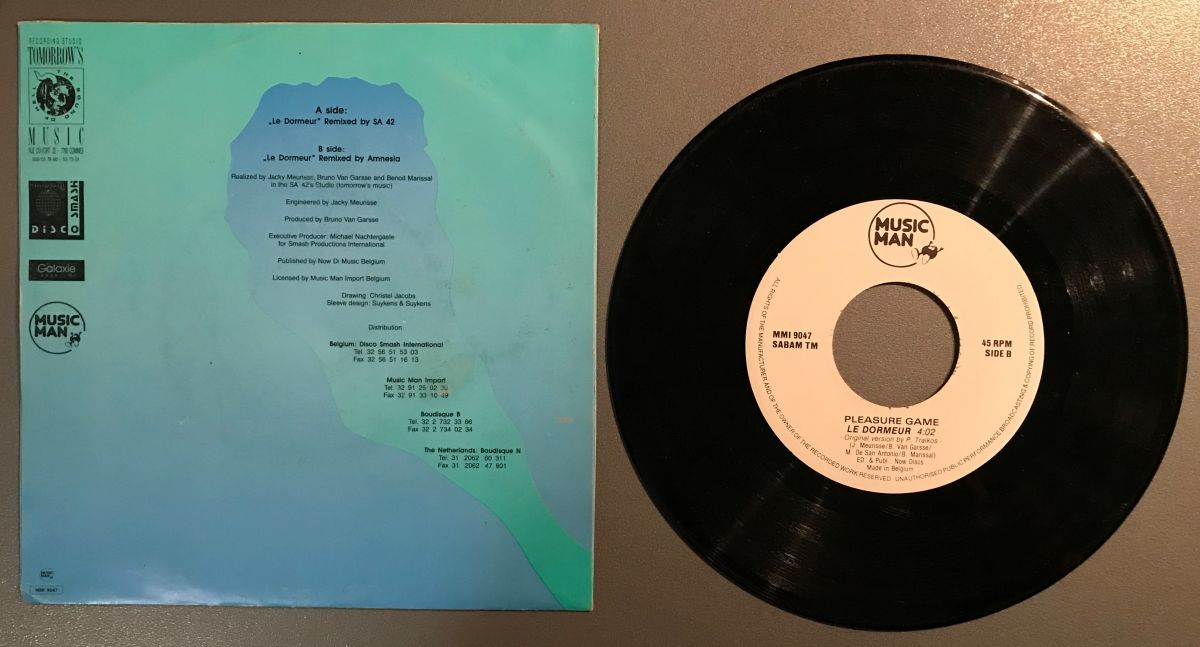 RECORDING STUDIO
TOMORROW'S
MUSIC
DISCO SMASH
Galaxie
MUSIC
MAN
A side:
„Le Dormeur" Remixed by SA 42
B side:
„Le Dormeur" Remixed by Amnesia
Realized by Jacky Meurisse, Bruno Van Garsse and Benoit Marissal
in the SA 42's Studio (tomorrow's music)
Engineered by Jacky Meurisse
Produced by Bruno Van Garsse
Executive Producer: Michael Nachtergaele
for Smash Productions International
Published by Now Di Music Belgium
Licensed by Music Man Import Belgium
Drawing: Christel Jacobs
Sleeve design: Suykens & Suykens
Distribution
Belgium: Disco Smash International
Tel. 32 56 51 53 03
Fax 32 56 51 16 13
Music Man Import
Tel. 32 91 25 02 30
Fax 32 91 33 10 49
Boudisque B
Tel. 32 2 732 33 86
Fax 32 2 734 02 34
The Netherlands: Boudisque N
Tel. 31 2062 60 311
Fax 31 2062 47 801
MUSIC
MAN
MUSIC
MAN
MMI 9047
SABAM TM
45 RPM
SIDE B
PLEASURE GAME
LE DORMEUR 4:02
- Original version by P. Traikos -
(J. Meurisse/B. Van Garsse/
M. De San Antonio/B. Marissal)
ED. & Publ.: Now Discs
Made in Belgium
ALL RIGHTS OF THE MANUFACTURER AND OF THE OWNER OF THE RECORDED WORK RESERVED · UNAUTHORISED PUBLIC PERFORMANCE BROADCASTING & COPYING OF RECORD PROHIBITED